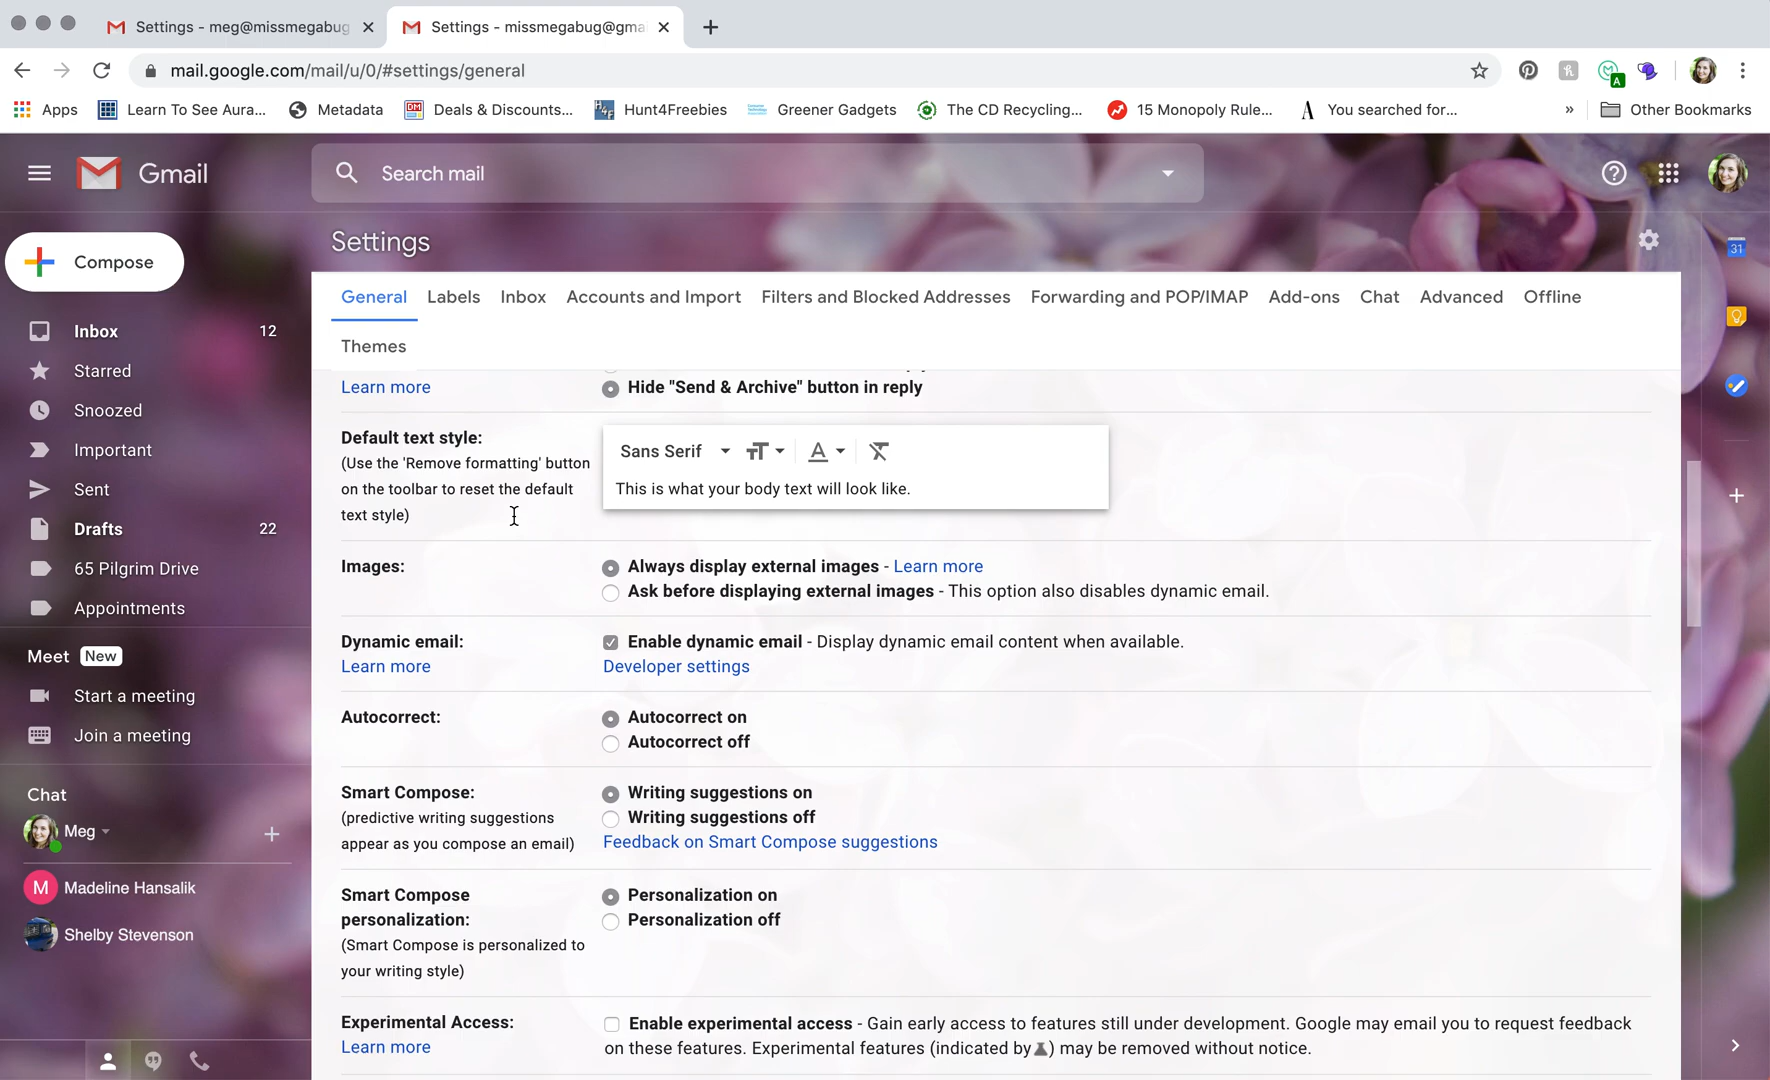 Settings - meg@missmegabug
Settings - missmegabug@gma
mail.google.com/mail/u/0/#settings/general
A
Apps
Learn To See Aura...
Metadata
DM
Deals & Discounts...
H4F
Hunt4Freebies
Greener Gadgets
The CD Recycling...
15 Monopoly Rule...
You searched for...
»
Other Bookmarks
Gmail
Search mail
Settings
Compose
31
General
Labels
Inbox
Accounts and Import
Filters and Blocked Addresses
Forwarding and POP/IMAP
Add-ons
Chat
Advanced
Offline
Themes
Inbox 12
Starred
Snoozed
Important
Sent
Drafts 22
65 Pilgrim Drive
Appointments
Meet New
Start a meeting
Join a meeting
Chat
Meg
M Madeline Hansalik
Shelby Stevenson
Learn more
Hide "Send & Archive" button in reply
Default text style:
(Use the 'Remove formatting' button
on the toolbar to reset the default
text style)
Sans Serif
This is what your body text will look like.
Images:
Always display external images - Learn more
Ask before displaying external images - This option also disables dynamic email.
Dynamic email:
Learn more
Enable dynamic email - Display dynamic email content when available.
Developer settings
Autocorrect:
Autocorrect on
Autocorrect off
Smart Compose:
(predictive writing suggestions
appear as you compose an email)
Writing suggestions on
Writing suggestions off
Feedback on Smart Compose suggestions
Smart Compose
personalization:
(Smart Compose is personalized to
your writing style)
Personalization on
Personalization off
Experimental Access:
Learn more
Enable experimental access - Gain early access to features still under development. Google may email you to request feedback
on these features. Experimental features (indicated by ) may be removed without notice.